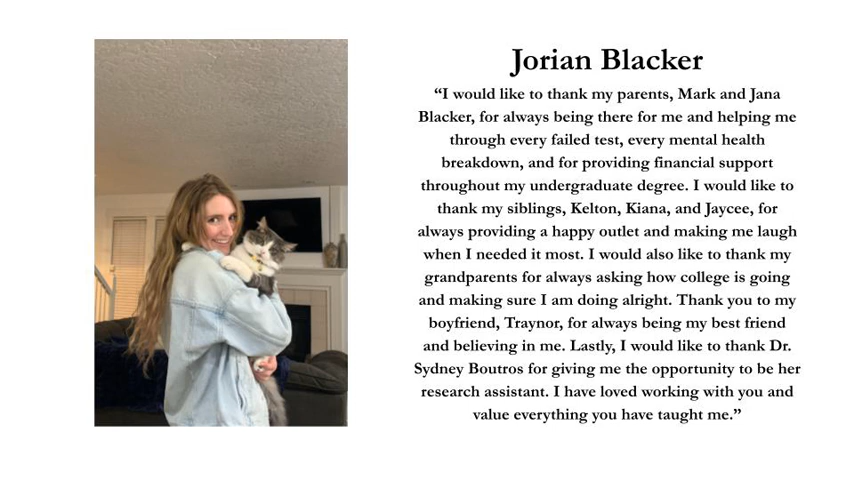 Jorian Blacker
“I would like to thank my parents, Mark and Jana
Blacker, for always being there for me and helping me
through every failed test, every mental health
breakdown, and for providing financial support
throughout my undergraduate degree. I would like to
thank my siblings, Kelton, Kiana, and Jaycee, for
always providing a happy outlet and making me laugh
when I needed it most. I would also like to thank my
grandparents for always asking how college is going
and making sure I am doing alright. Thank you to my
boyfriend, Traynor, for always being my best friend
and believing in me. Lastly, I would like to thank Dr.
Sydney Boutros for giving me the opportunity to be her
research assistant. I have loved working with you and
value everything you have taught me.”